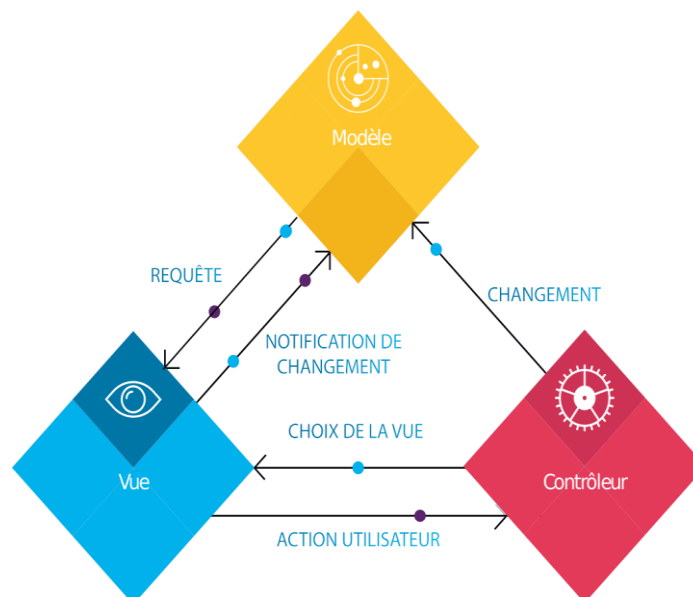 Modèle
REQUÊTE
CHANGEMENT
NOTIFICATION DE
CHANGEMENT
CHOIX DE LA VUE
Vue
Contrôleur
ACTION UTILISATEUR